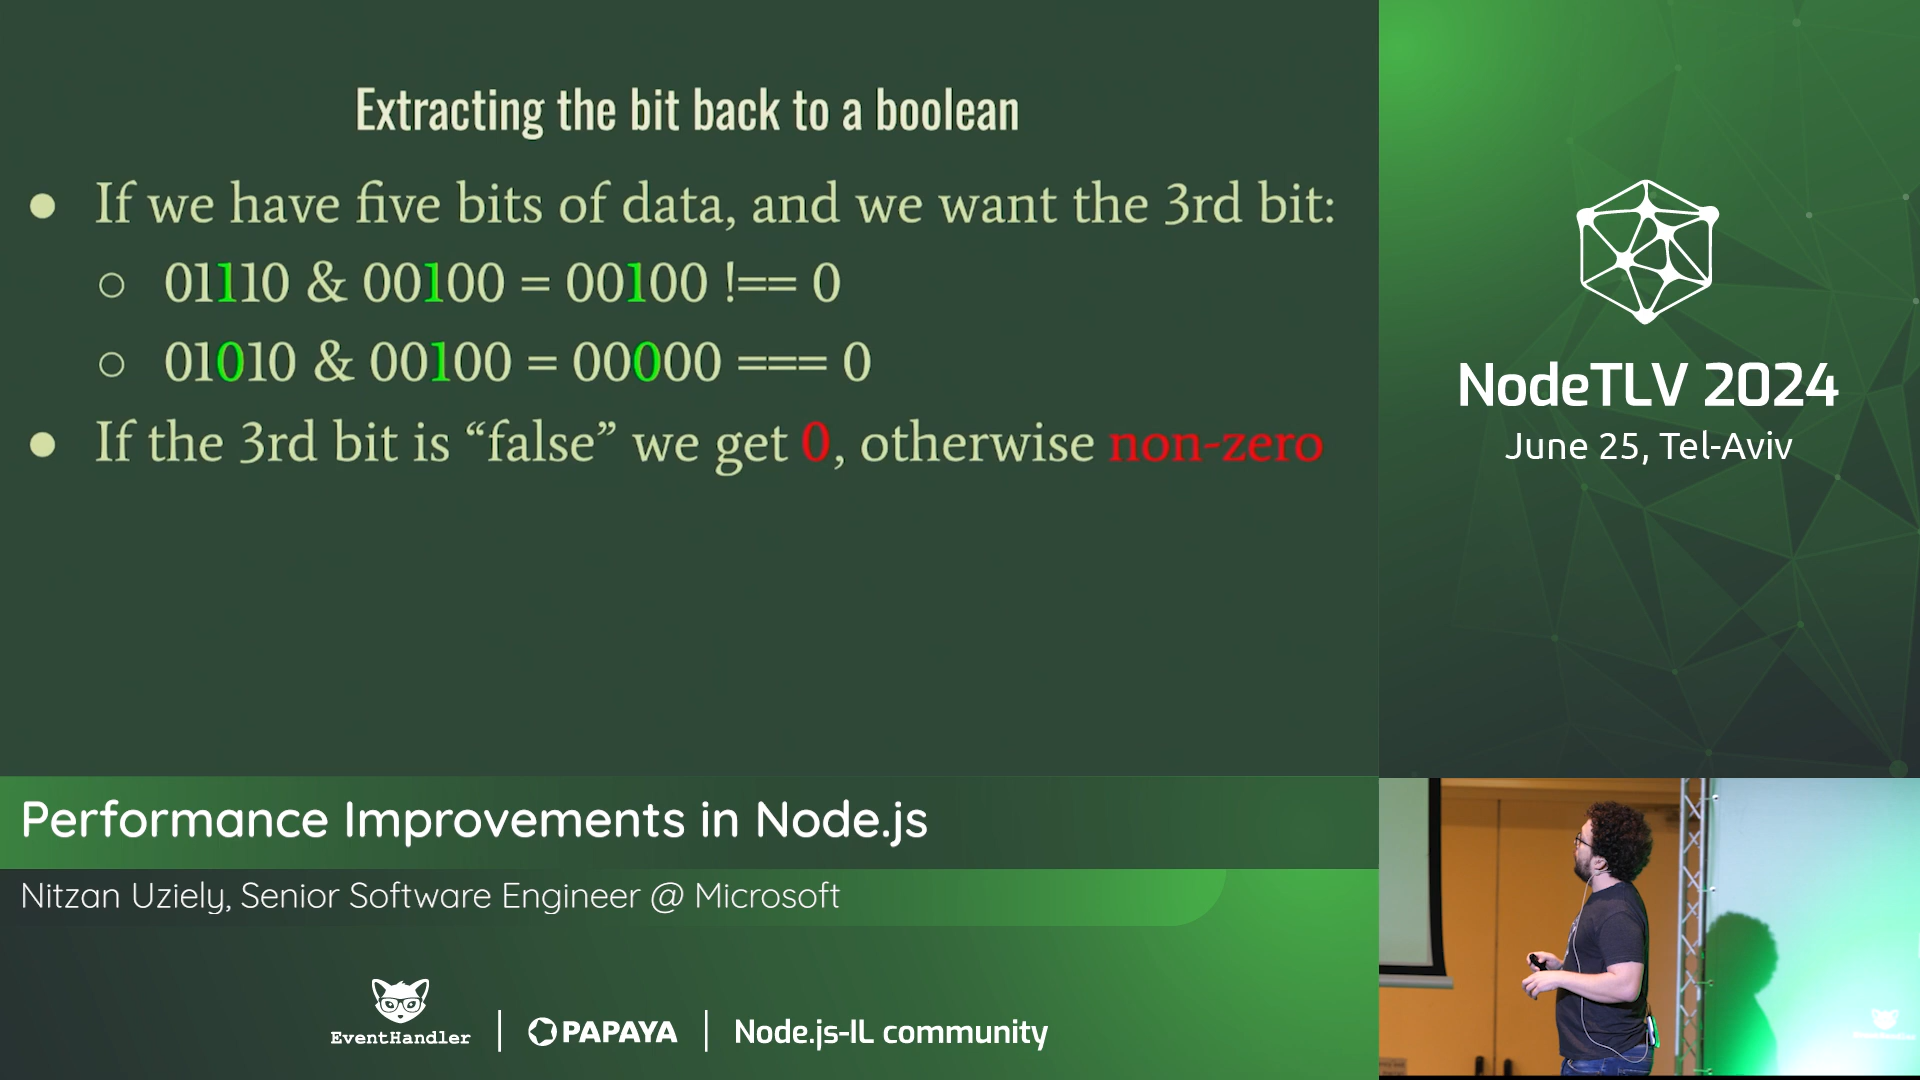 Extracting the bit back to a boolean
● If we have five bits of data, and we want the 3rd bit:
○ 01110 & 00100 = 00100 !== 0
○ 01010 & 00100 = 00000 === 0
● If the 3rd bit is “false” we get 0, otherwise non-zero
NodeTLV 2024
June 25, Tel-Aviv
Performance Improvements in Node.js
Nitzan Uziely, Senior Software Engineer @ Microsoft
EventHandler
PAPAYA
Node.js-IL community